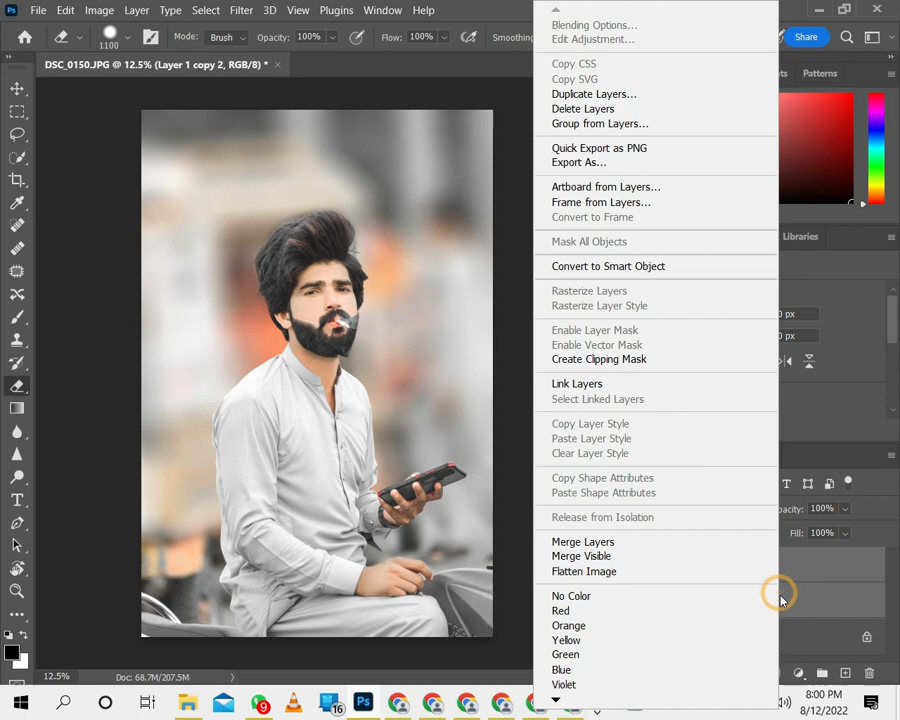 Ps File Edit Image Layer Type Select Filter 3D View Plugins Window Help
1100 Mode: Brush Opacity: 100% Flow: 100% Smoothing Share
DSC_0150.JPG @ 12.5% (Layer 1 copy 2, RGB/8) * ×
Patterns
Libraries
0 px
0 px
Opacity: 100%
Fill: 100%
Blending Options...
Edit Adjustment...
Copy CSS
Copy SVG
Duplicate Layers...
Delete Layers
Group from Layers...
Quick Export as PNG
Export As...
Artboard from Layers...
Frame from Layers...
Convert to Frame
Mask All Objects
Convert to Smart Object
Rasterize Layers
Rasterize Layer Style
Enable Layer Mask
Enable Vector Mask
Create Clipping Mask
Link Layers
Select Linked Layers
Copy Layer Style
Paste Layer Style
Clear Layer Style
Copy Shape Attributes
Paste Shape Attributes
Release from Isolation
Merge Layers
Merge Visible
Flatten Image
No Color
Red
Orange
Yellow
Green
Blue
Violet
12.5% Doc: 68.7M/207.5M
9 16 Ps
8:00 PM
8/12/2022